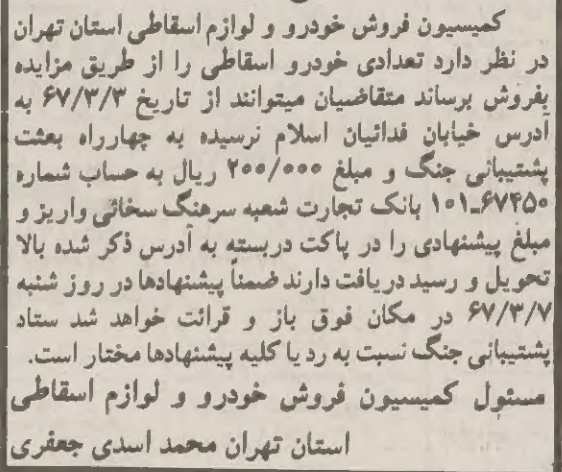 کمیسیون فروش خودرو و لوازم اسقاطی استان تهران
در نظر دارد تعدادی خودرو اسقاطی را از طریق مزایده
بفروش برساند متقاضیان میتوانند از تاریخ ۶۷/۳/۳ به
آدرس خیابان فدائیان اسلام نرسیده به چهارراه بعثت
پشتیبانی جنگ و مبلغ ۲۰۰/۰۰۰ ریال به حساب شماره
۶۷۴۵۰ـ۱۰۱ بانک تجارت شعبه سرهنگ سخائی واریز و
مبلغ پیشنهادی را در پاکت دربسته به آدرس ذکر شده بالا
تحویل و رسید دریافت دارند ضمناً پیشنهادها در روز شنبه
۶۷/۳/۷ در مکان فوق باز و قرائت خواهد شد ستاد
پشتیبانی جنگ نسبت به رد یا کلیه پیشنهادها مختار است.
مسئول کمیسیون فروش خودرو و لوازم اسقاطی
استان تهران محمد اسدی جعفری